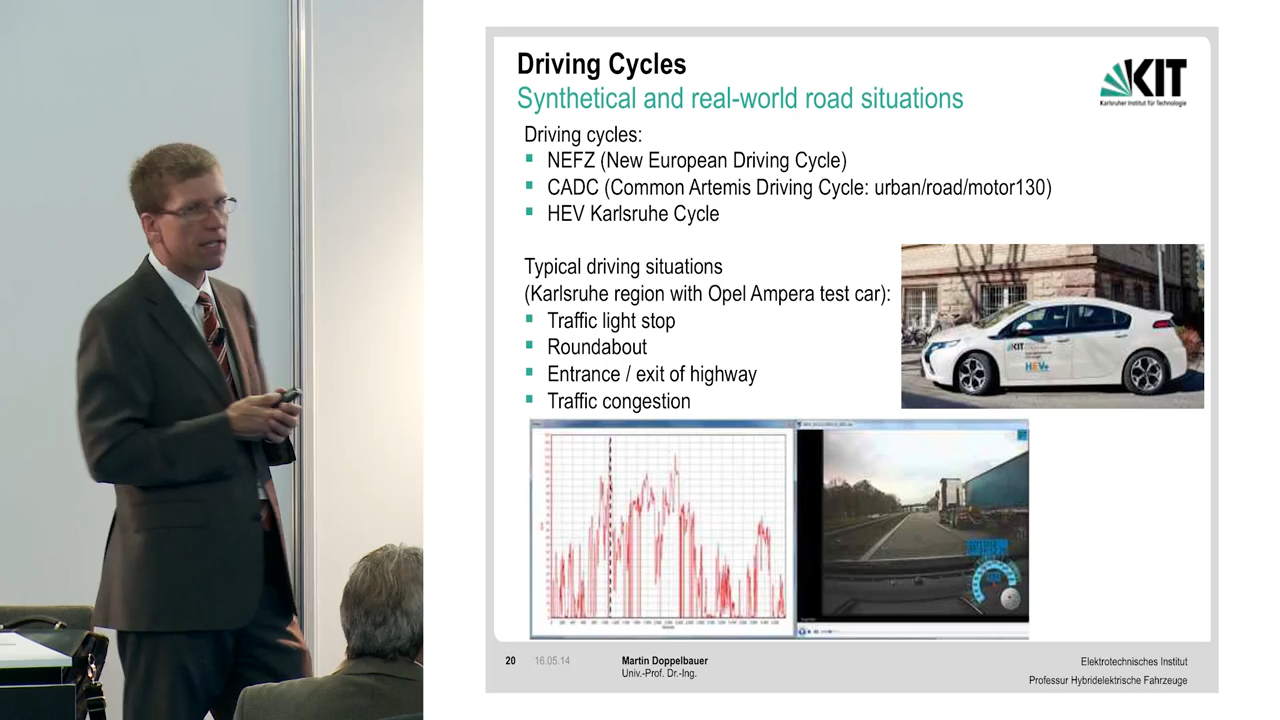 Driving Cycles
Synthetical and real-world road situations
KIT
Karlsruher Institut für Technologie
Driving cycles:
NEFZ (New European Driving Cycle)
CADC (Common Artemis Driving Cycle: urban/road/motor130)
HEV Karlsruhe Cycle
Typical driving situations
(Karlsruhe region with Opel Ampera test car):
Traffic light stop
Roundabout
Entrance / exit of highway
Traffic congestion
KIT
20
16.05.14
Martin Doppelbauer
Univ.-Prof. Dr.-Ing.
Elektrotechnisches Institut
Professur Hybridelektrische Fahrzeuge